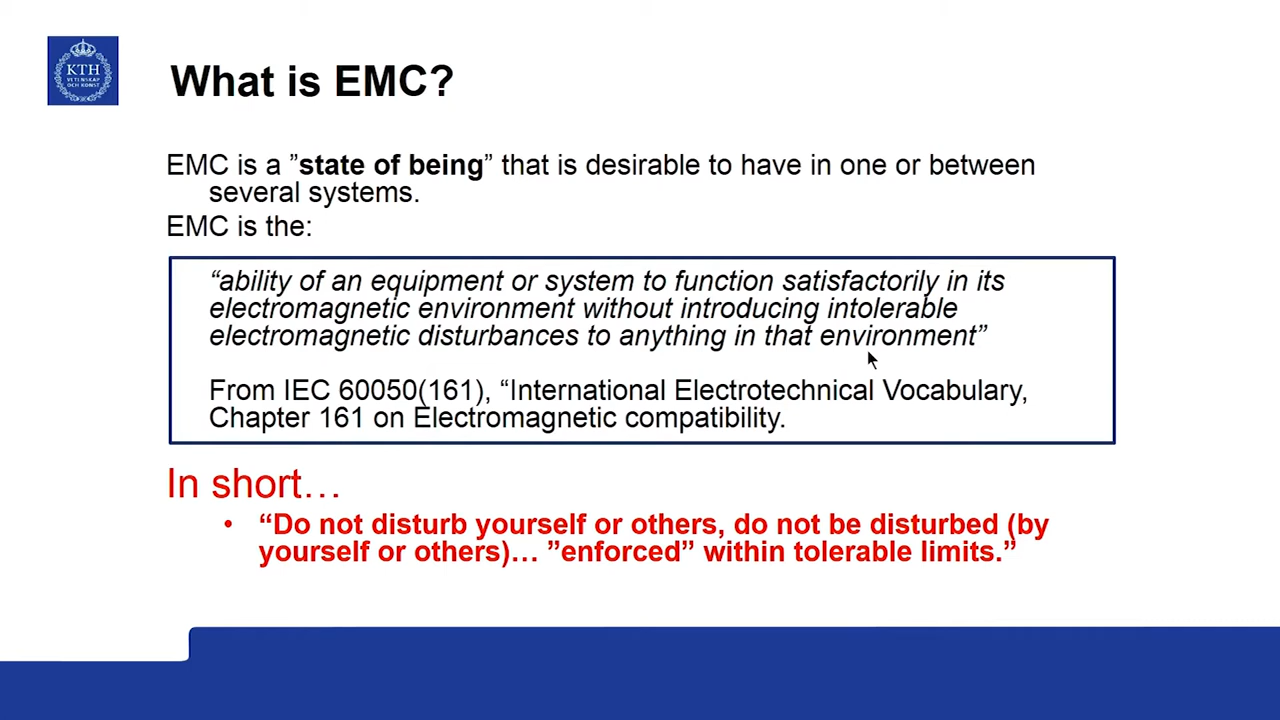 KTH
VETENSKAP
OCH KONST
What is EMC?
EMC is a ”state of being” that is desirable to have in one or between
several systems.
EMC is the:
“ability of an equipment or system to function satisfactorily in its
electromagnetic environment without introducing intolerable
electromagnetic disturbances to anything in that environment”
From IEC 60050(161), “International Electrotechnical Vocabulary,
Chapter 161 on Electromagnetic compatibility.
In short…
• “Do not disturb yourself or others, do not be disturbed (by
yourself or others)… ”enforced” within tolerable limits.”